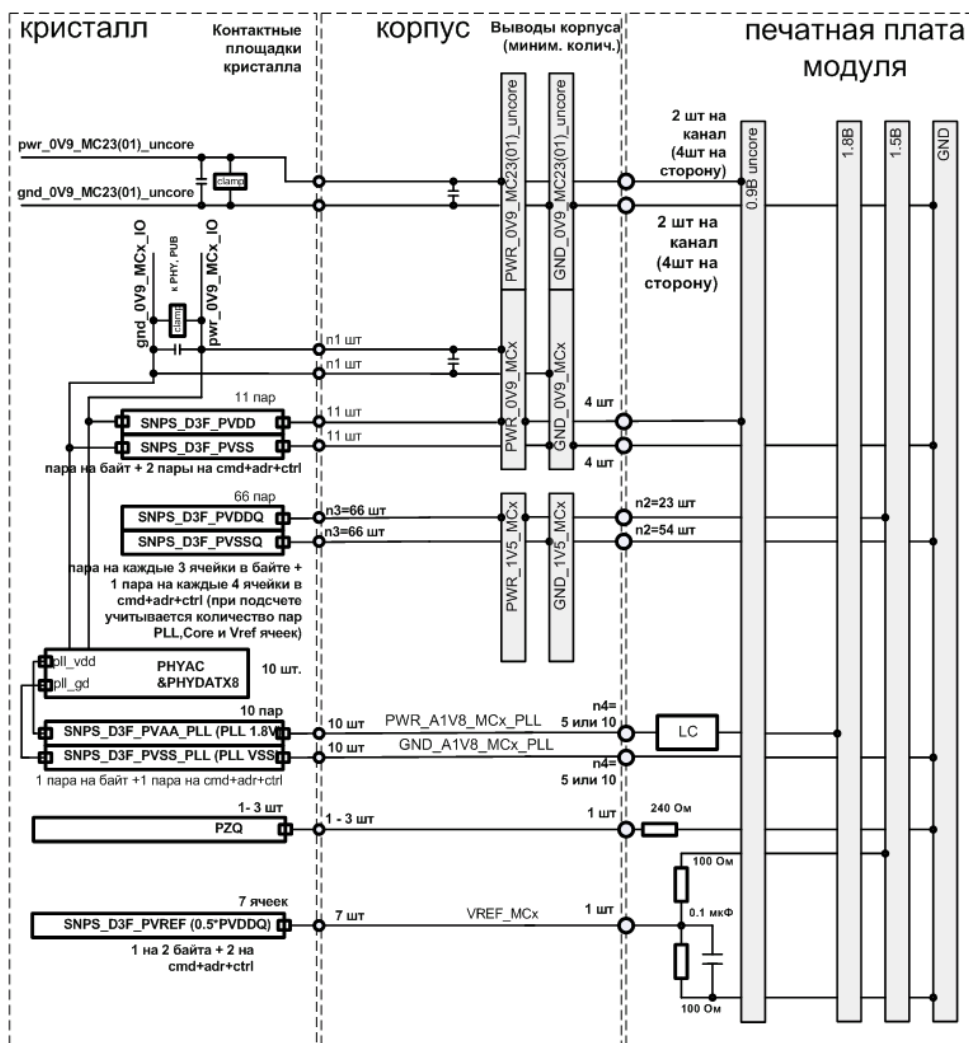 кристалл
Контактные
площадки
кристалла
корпус
Выводы корпуса
(миним. колич.)
печатная плата
модуля
pwr_0V9_MC23(01)_uncore
clamp
gnd_0V9_MC23(01)_uncore
PWR_0V9_MC23(01)_uncore
GND_0V9_MC23(01)_uncore
2 шт на
канал
(4шт на
сторону)
2 шт на
канал
(4шт на
сторону)
0.9В uncore
1.8В
1.5В
GND
gnd_0V9_MCx_IO
к PHY, PUB
clamp
pwr_0V9_MCx_IO
n1 шт
n1 шт
PWR_0V9_MCx
GND_0V9_MCx
11 пар
SNPS_D3F_PVDD
11 шт
4 шт
SNPS_D3F_PVSS
11 шт
4 шт
пара на байт + 2 пары на cmd+adr+ctrl
66 пар
SNPS_D3F_PVDDQ
n3=66 шт
n2=23 шт
SNPS_D3F_PVSSQ
n3=66 шт
n2=54 шт
PWR_1V5_MCx
GND_1V5_MCx
пара на каждые 3 ячейки в байте +
1 пара на каждые 4 ячейки в
cmd+adr+ctrl (при подсчете
учитывается количество пар
PLL,Core и Vref ячеек)
pll_vdd
pll_gd
PHYAC
&PHYDATX8
10 шт.
10 пар
SNPS_D3F_PVAA_PLL (PLL 1.8V
10 шт
PWR_A1V8_MCx_PLL
n4=
5 или 10
LC
SNPS_D3F_PVSS_PLL (PLL VSS
10 шт
GND_A1V8_MCx_PLL
n4=
5 или 10
1 пара на байт +1 пара на cmd+adr+ctrl
1- 3 шт
PZQ
1 - 3 шт
1 шт
240 Ом
100 Ом
7 ячеек
SNPS_D3F_PVREF (0.5*PVDDQ)
7 шт
VREF_MCx
1 шт
0.1 мкФ
1 на 2 байта + 2 на
cmd+adr+ctrl
100 Ом